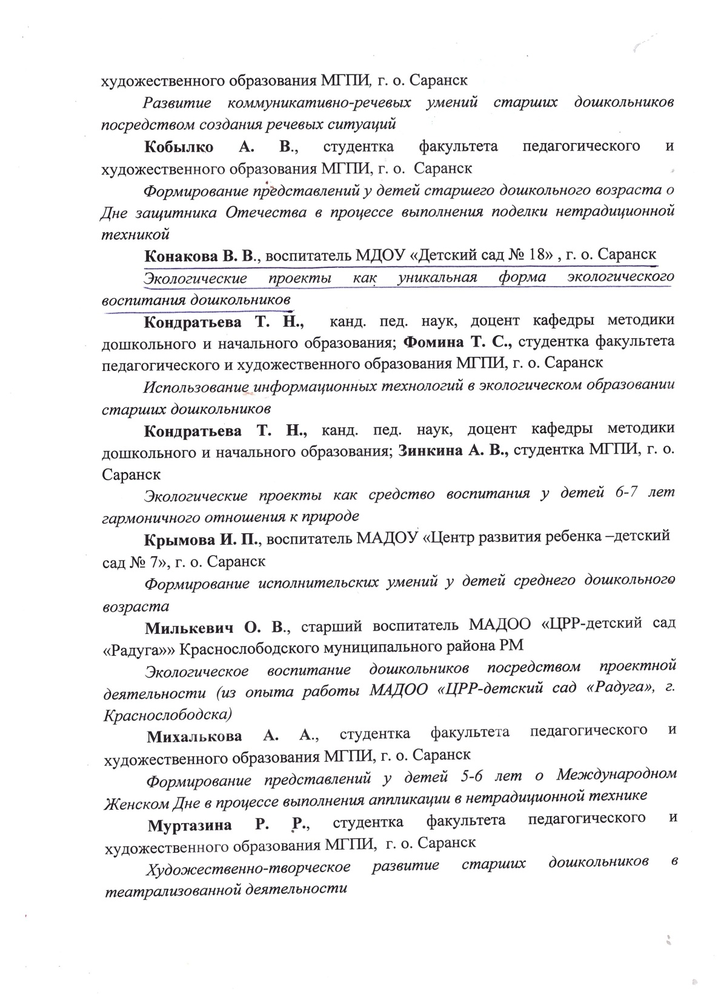 художественного образования МГПИ, г. о. Саранск
Развитие коммуникативно-речевых умений старших дошкольников
посредством создания речевых ситуаций
Кобылко А. В., студентка факультета педагогического и
художественного образования МГПИ, г. о. Саранск
Формирование представлений у детей старшего дошкольного возраста о
Дне защитника Отечества в процессе выполнения поделки нетрадиционной
техникой
Конакова В. В., воспитатель МДОУ «Детский сад № 18» , г. о. Саранск
Экологические проекты как уникальная форма экологического
воспитания дошкольников
Кондратьева Т. Н., канд. пед. наук, доцент кафедры методики
дошкольного и начального образования; Фомина Т. С., студентка факультета
педагогического и художественного образования МГПИ, г. о. Саранск
Использование информационных технологий в экологическом образовании
старших дошкольников
Кондратьева Т. Н., канд. пед. наук, доцент кафедры методики
дошкольного и начального образования; Зинкина А. В., студентка МГПИ, г. о.
Саранск
Экологические проекты как средство воспитания у детей 6-7 лет
гармоничного отношения к природе
Крымова И. П., воспитатель МАДОУ «Центр развития ребенка –детский
сад № 7», г. о. Саранск
Формирование исполнительских умений у детей среднего дошкольного
возраста
Милькевич О. В., старший воспитатель МАДОО «ЦРР-детский сад
«Радуга»» Краснослободского муниципального района РМ
Экологическое воспитание дошкольников посредством проектной
деятельности (из опыта работы МАДОО «ЦРР-детский сад «Радуга», г.
Краснослободска)
Михалькова А. А., студентка факультета педагогического и
художественного образования МГПИ, г. о. Саранск
Формирование представлений у детей 5-6 лет о Международном
Женском Дне в процессе выполнения аппликации в нетрадиционной технике
Муртазина Р. Р., студентка факультета педагогического и
художественного образования МГПИ, г. о. Саранск
Художественно-творческое развитие старших дошкольников в
театрализованной деятельности